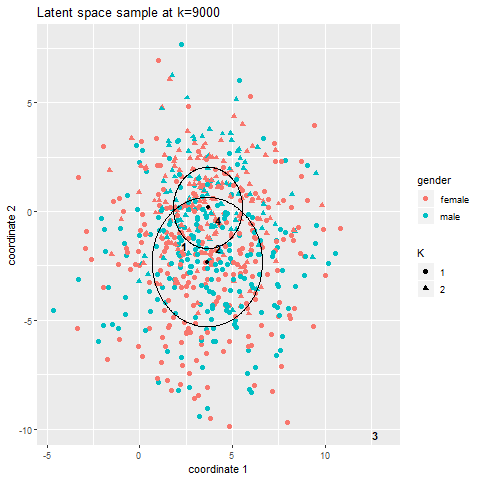 Latent space sample at k=9000
coordinate 2
5
0
-5
-10
4
1
2
3
-5
0
5
10
coordinate 1
gender
female
male
K
1
2